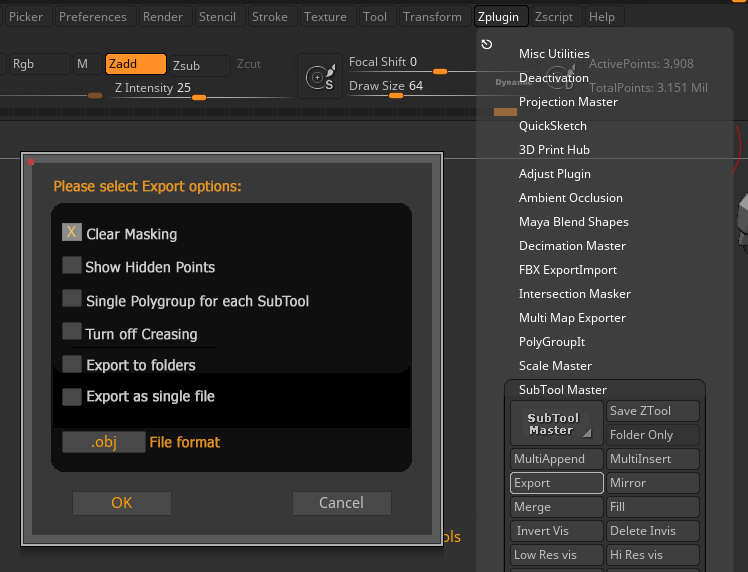 Picker Preferences Render Stencil Stroke Texture Tool Transform Zplugin Zscript Help
Rgb M Zadd Zsub Zcut
Z Intensity 25
S
Focal Shift 0
Draw Size 64
Dynamic
D
ActivePoints: 3,908
TotalPoints: 3.151 Mil
Misc Utilities
Deactivation
Projection Master
QuickSketch
3D Print Hub
Adjust Plugin
Ambient Occlusion
Maya Blend Shapes
Decimation Master
FBX ExportImport
Intersection Masker
Multi Map Exporter
PolyGroupIt
Scale Master
SubTool Master
SubTool
Master
Save ZTool
Folder Only
MultiAppend MultiInsert
Export Mirror
Merge Fill
Invert Vis Delete Invis
Low Res vis Hi Res vis
Please select Export options:
X Clear Masking
Show Hidden Points
Single Polygroup for each SubTool
Turn off Creasing
Export to folders
Export as single file
.obj File format
OK Cancel
ols